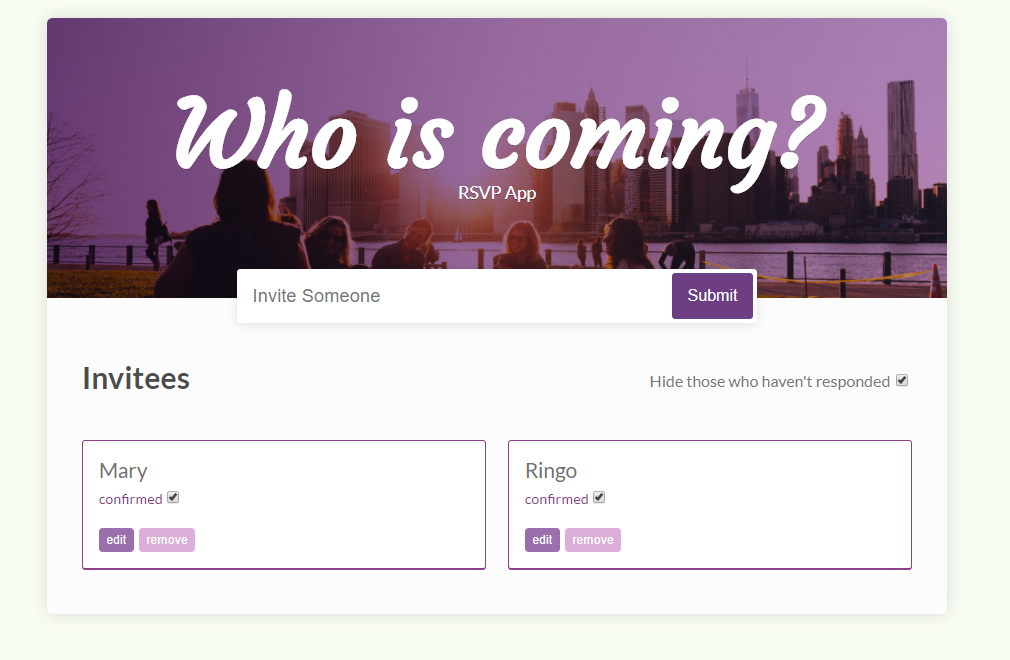 Who is coming?
RSVP App
Invite Someone Submit
Invitees
Hide those who haven't responded
Mary
confirmed
edit remove
Ringo
confirmed
edit remove